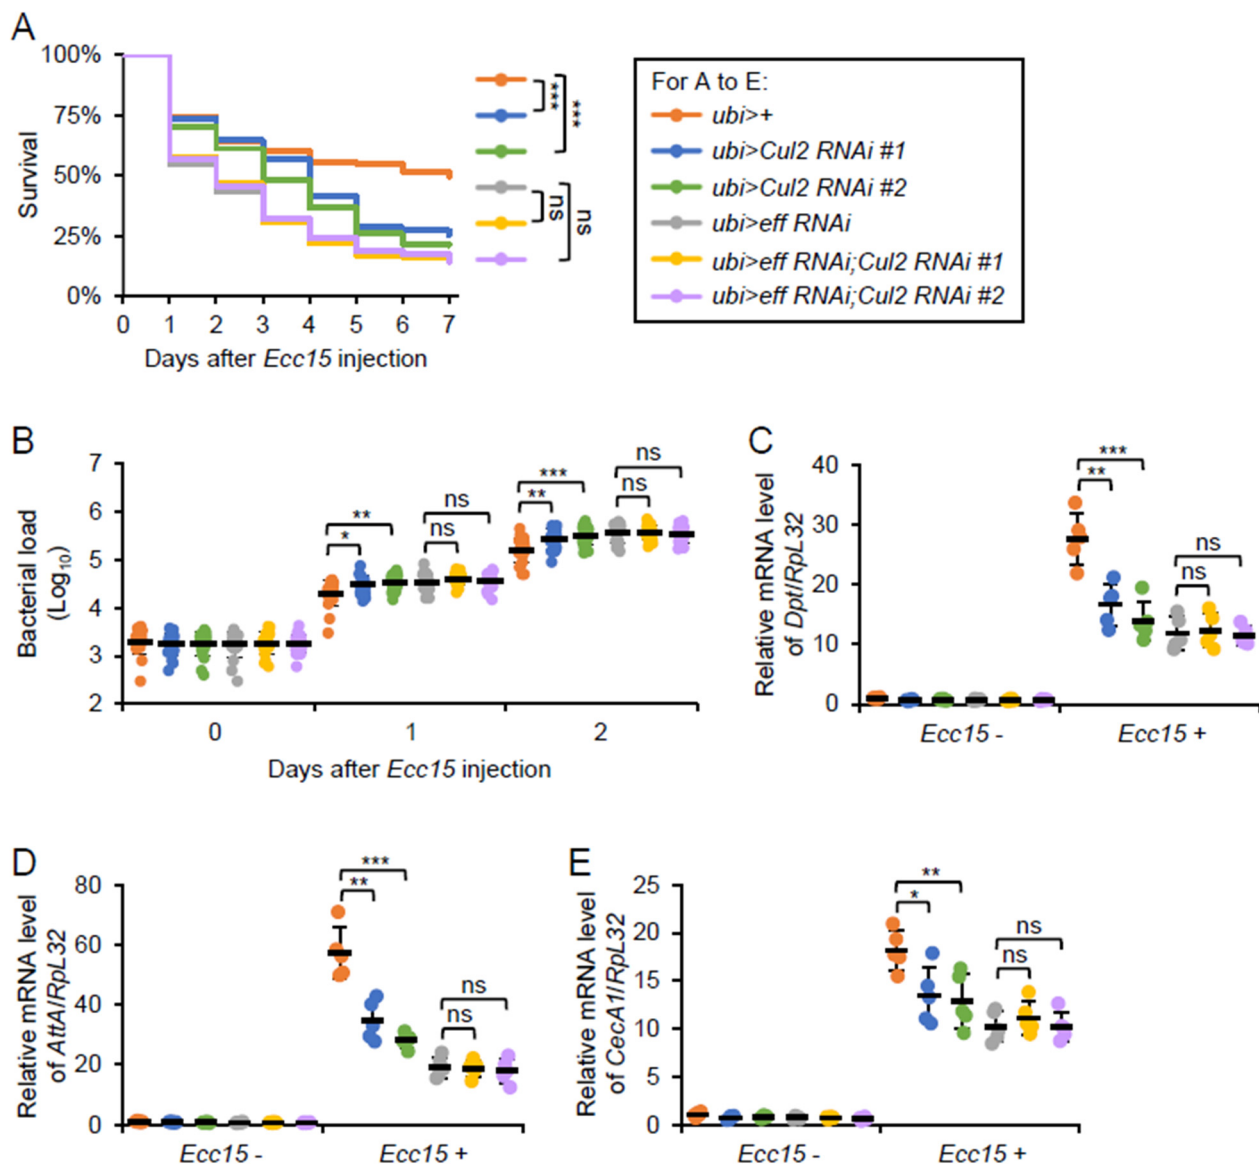 A
100%
75%
50%
25%
0%
Survival
0 1 2 3 4 5 6 7
Days after Ecc15 injection
***
***
ns
ns
For A to E:
ubi>+
ubi>Cul2 RNAi #1
ubi>Cul2 RNAi #2
ubi>eff RNAi
ubi>eff RNAi;Cul2 RNAi #1
ubi>eff RNAi;Cul2 RNAi #2
B
7
6
5
4
3
2
Bacterial load
(Log10)
**
*
ns
ns
***
**
ns
ns
0 1 2
Days after Ecc15 injection
C
40
30
20
10
0
Relative mRNA level
of Dpt/RpL32
***
**
ns
ns
Ecc15 - Ecc15 +
D
80
60
40
20
0
Relative mRNA level
of AttA/RpL32
***
**
ns
ns
Ecc15 - Ecc15 +
E
25
20
15
10
5
0
Relative mRNA level
of CecA1/RpL32
**
*
ns
ns
Ecc15 - Ecc15 +